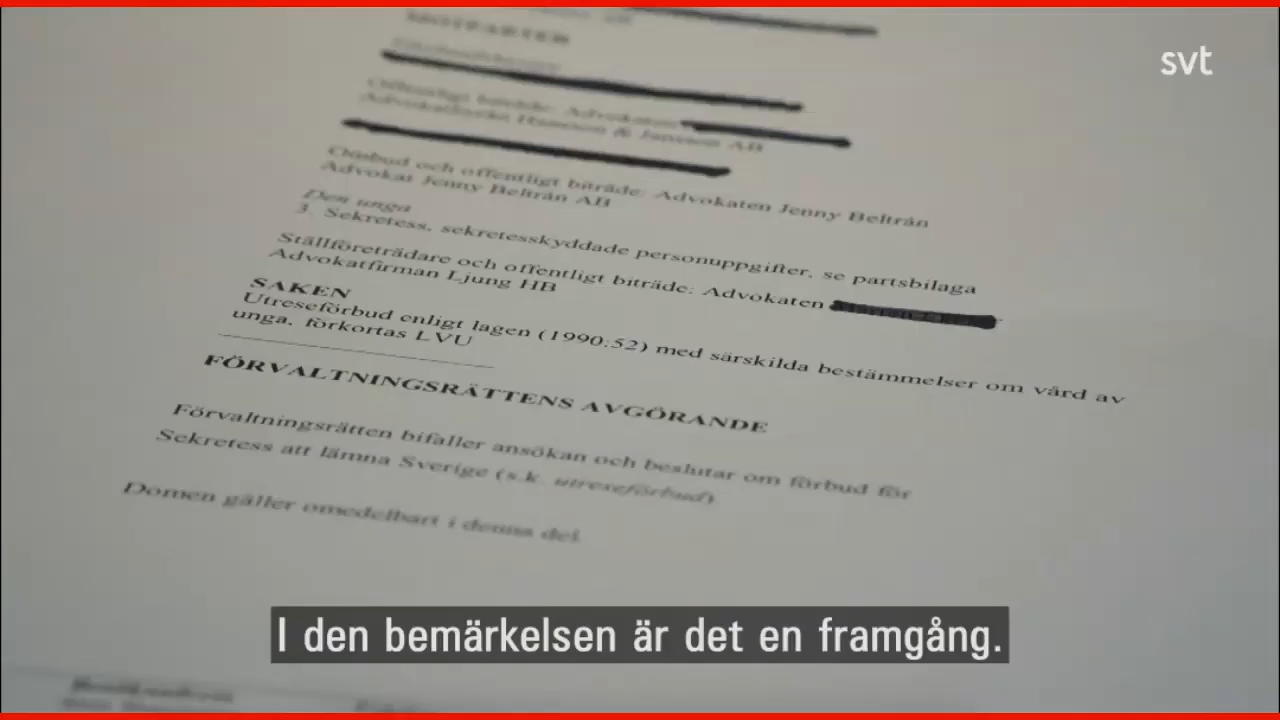 svt
MOTPARTER
Offentligt biträde: Advokaten
Advokatbyrån Hansson & Jansson AB
Ombud och offentligt biträde: Advokaten Jenny Beltrán
Advokat Jenny Beltrán AB
Den unga
3. Sekretess, sekretesskyddade personuppgifter, se partsbilaga
Ställföreträdare och offentligt biträde: Advokaten
Advokatfirman Ljung HB
SAKEN
Utreseförbud enligt lagen (1990:52) med särskilda bestämmelser om vård av
unga, förkortas LVU
FÖRVALTNINGSRÄTTENS AVGÖRANDE
Förvaltningsrätten bifaller ansökan och beslutar om förbud för
Sekretess att lämna Sverige (s.k. utreseförbud)
Domen gäller omedelbart i denna del.
I den bemärkelsen är det en framgång.